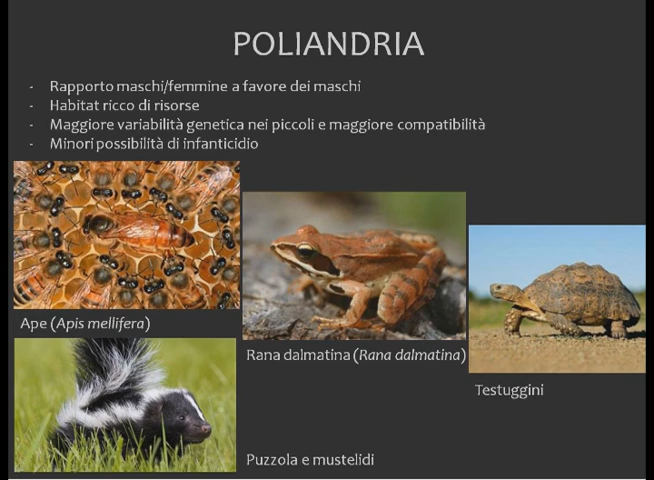 POLIANDRIA
- Rapporto maschi/femmine a favore dei maschi
- Habitat ricco di risorse
- Maggiore variabilità genetica nei piccoli e maggiore compatibilità
- Minori possibilità di infanticidio
Ape (Apis mellifera)
Rana dalmatina (Rana dalmatina)
Testuggini
Puzzola e mustelidi